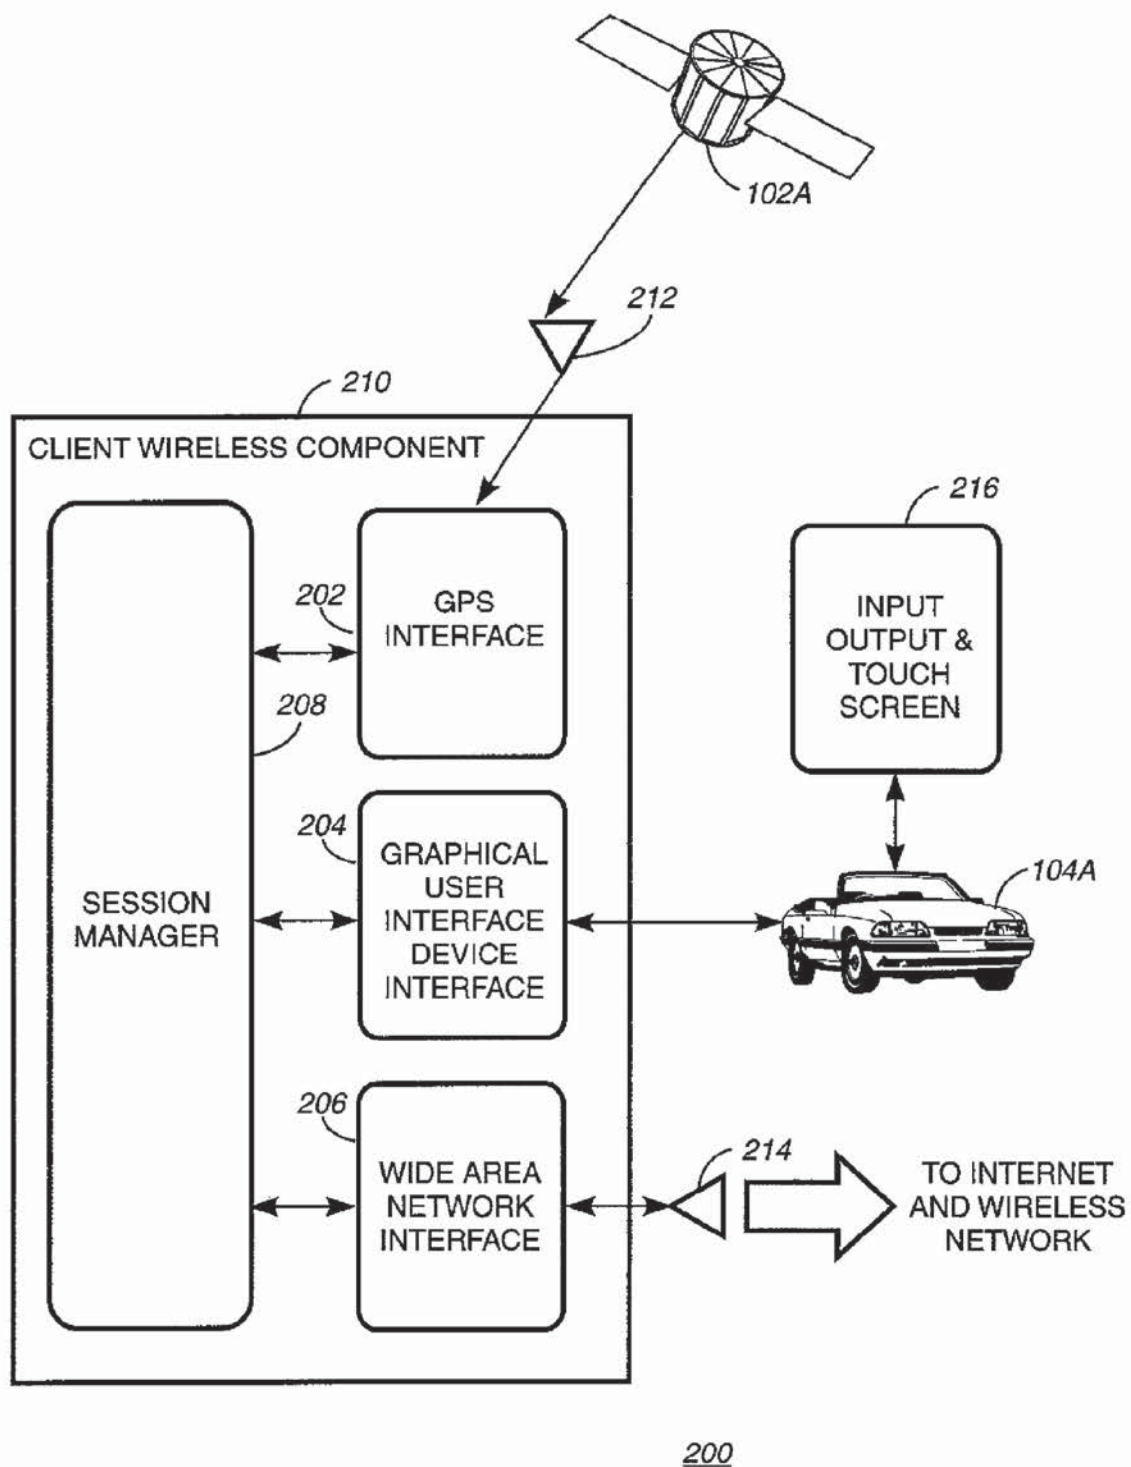 102A
212
210
CLIENT WIRELESS COMPONENT
216
202
GPS
INTERFACE
INPUT
OUTPUT &
TOUCH
SCREEN
208
204
GRAPHICAL
USER
INTERFACE
DEVICE
INTERFACE
104A
SESSION
MANAGER
206
WIDE AREA
NETWORK
INTERFACE
214
TO INTERNET
AND WIRELESS
NETWORK
200